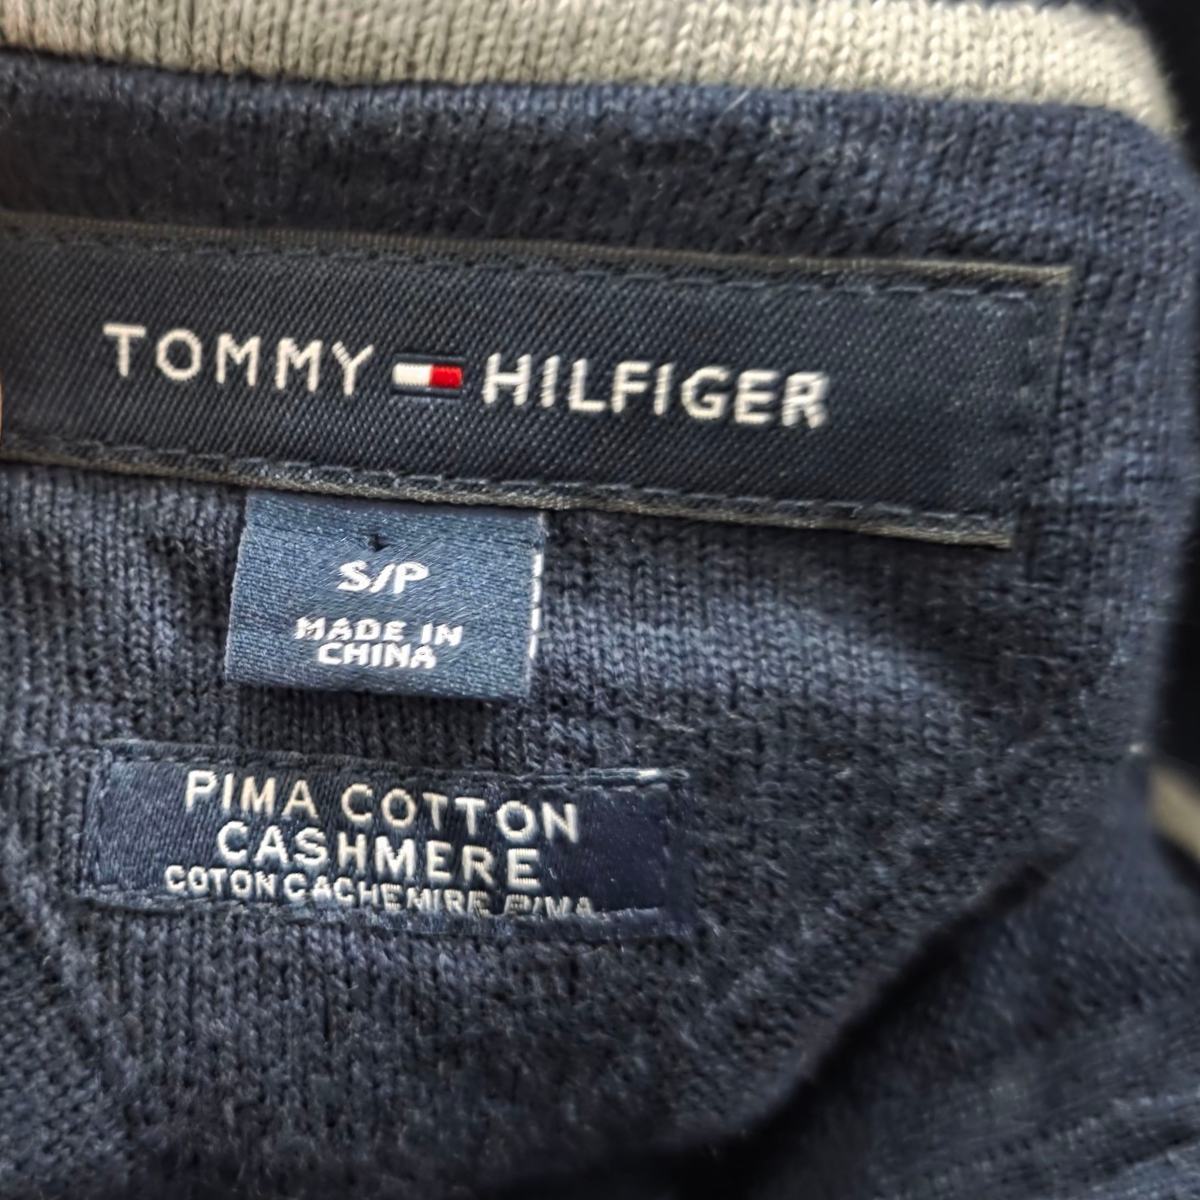 TOMMY HILFIGER
S/P
MADE IN
CHINA
PIMA COTTON
CASHMERE
COTON CACHEMIRE PIMA